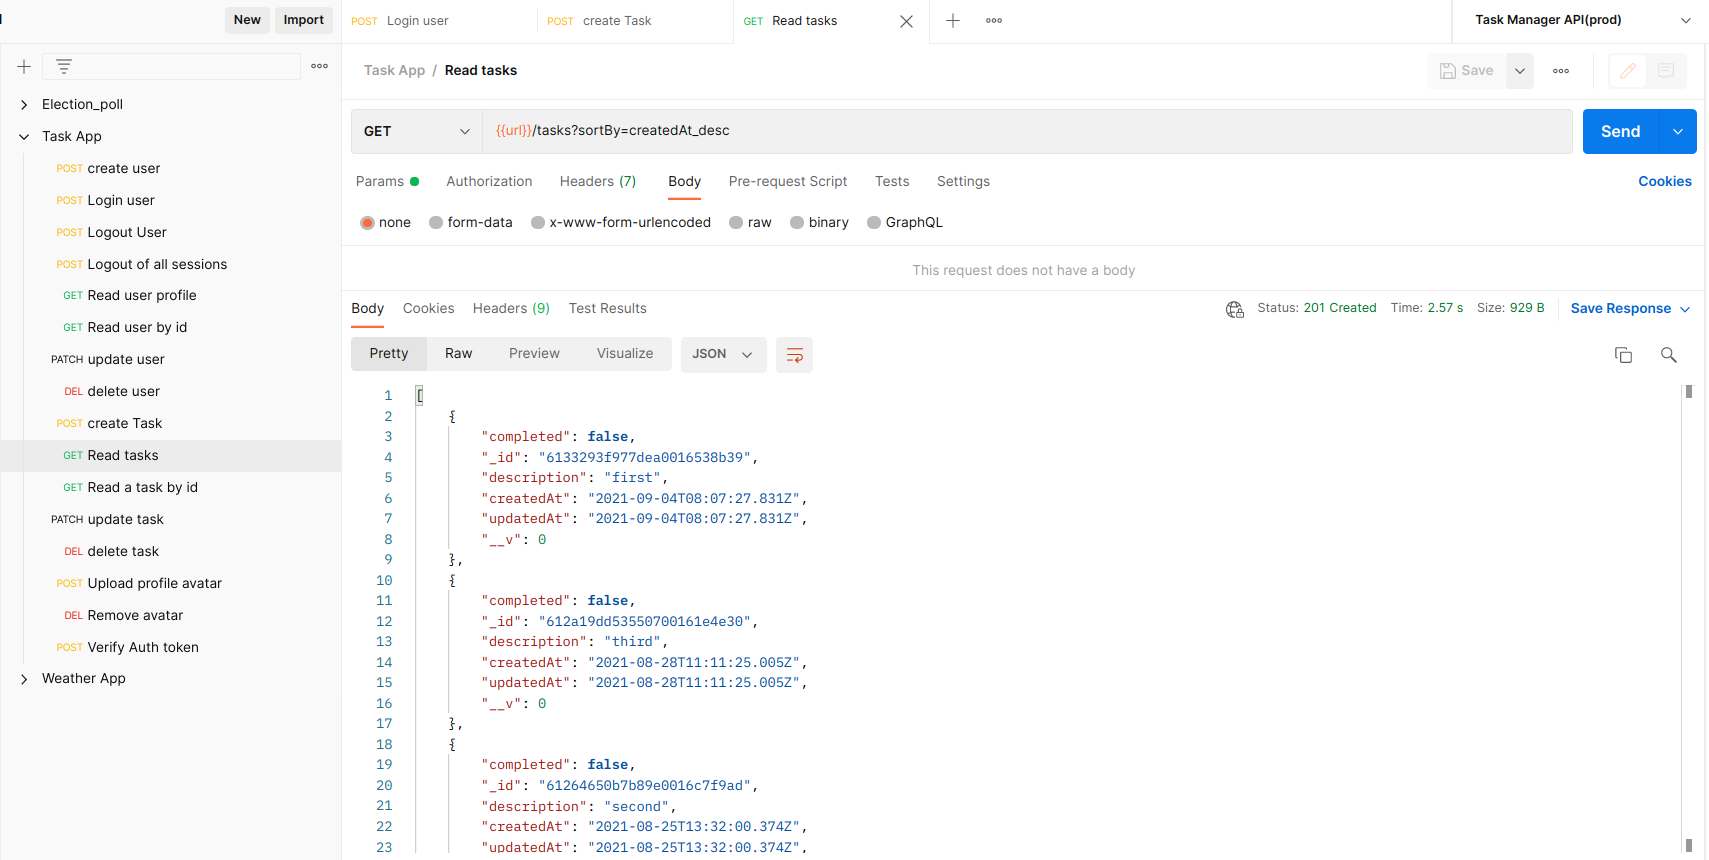 New Import
POST Login user
POST create Task
GET Read tasks
Task Manager API(prod)
Election_poll
Task App
POST create user
POST Login user
POST Logout User
POST Logout of all sessions
GET Read user profile
GET Read user by id
PATCH update user
DEL delete user
POST create Task
GET Read tasks
GET Read a task by id
PATCH update task
DEL delete task
POST Upload profile avatar
DEL Remove avatar
POST Verify Auth token
Weather App
Task App / Read tasks
Save
GET {{url}}/tasks?sortBy=createdAt_desc
Send
Params Authorization Headers (7) Body Pre-request Script Tests Settings Cookies
none form-data x-www-form-urlencoded raw binary GraphQL
This request does not have a body
Body Cookies Headers (9) Test Results Status: 201 Created Time: 2.57 s Size: 929 B Save Response
Pretty Raw Preview Visualize JSON
1 [
2 {
3 "completed": false,
4 "_id": "6133293f977dea0016538b39",
5 "description": "first",
6 "createdAt": "2021-09-04T08:07:27.831Z",
7 "updatedAt": "2021-09-04T08:07:27.831Z",
8 "__v": 0
9 },
10 {
11 "completed": false,
12 "_id": "612a19dd53550700161e4e30",
13 "description": "third",
14 "createdAt": "2021-08-28T11:11:25.005Z",
15 "updatedAt": "2021-08-28T11:11:25.005Z",
16 "__v": 0
17 },
18 {
19 "completed": false,
20 "_id": "61264650b7b89e0016c7f9ad",
21 "description": "second",
22 "createdAt": "2021-08-25T13:32:00.374Z",
23 "updatedAt": "2021-08-25T13:32:00.374Z",